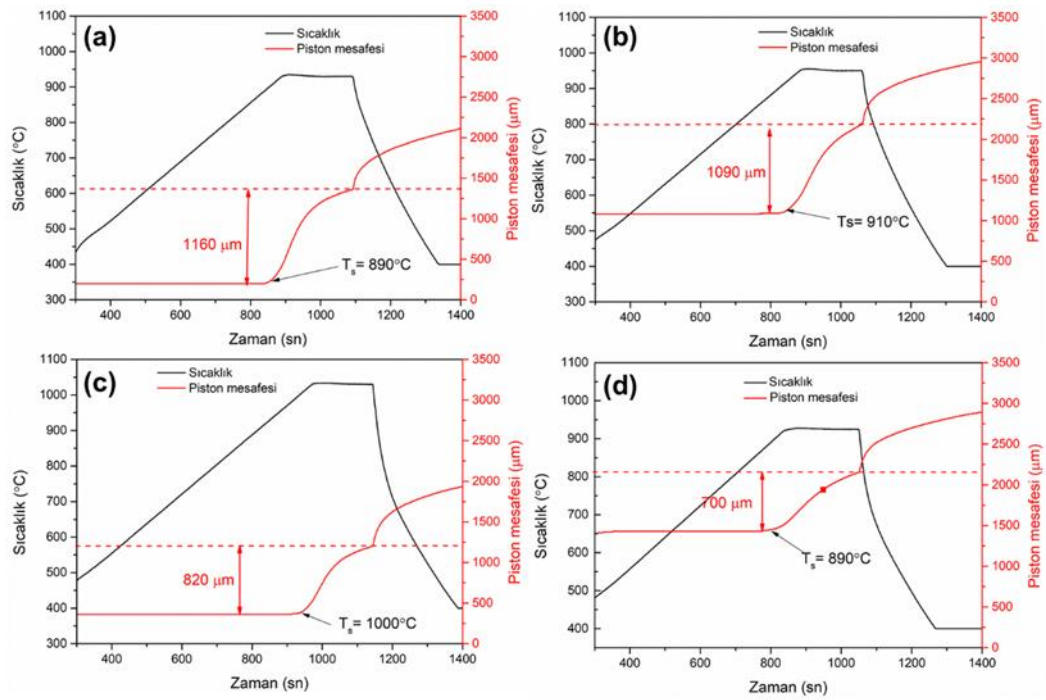 (a)
Sıcaklık
Piston mesafesi
1100
1000
900
800
700
600
500
400
300
Sıcaklık (°C)
3500
3000
2500
2000
1500
1000
500
0
Piston mesafesi (µm)
1160 µm
Ts= 890°C
400 600 800 1000 1200 1400
Zaman (sn)
(b)
Sıcaklık
Piston mesafesi
1100
1000
900
800
700
600
500
400
300
Sıcaklık (°C)
3500
3000
2500
2000
1500
1000
500
0
Piston mesafesi (µm)
1090 µm
Ts= 910°C
400 600 800 1000 1200 1400
Zaman (sn)
(c)
Sıcaklık
Piston mesafesi
1100
1000
900
800
700
600
500
400
300
Sıcaklık (°C)
3500
3000
2500
2000
1500
1000
500
0
Piston mesafesi (µm)
820 µm
Ts= 1000°C
400 600 800 1000 1200 1400
Zaman (sn)
(d)
Sıcaklık
Piston mesafesi
1100
1000
900
800
700
600
500
400
Sıcaklık (°C)
3500
3000
2500
2000
1500
1000
500
0
Piston mesafesi (µm)
700 µm
Ts= 890°C
400 600 800 1000 1200 1400
Zaman (sn)